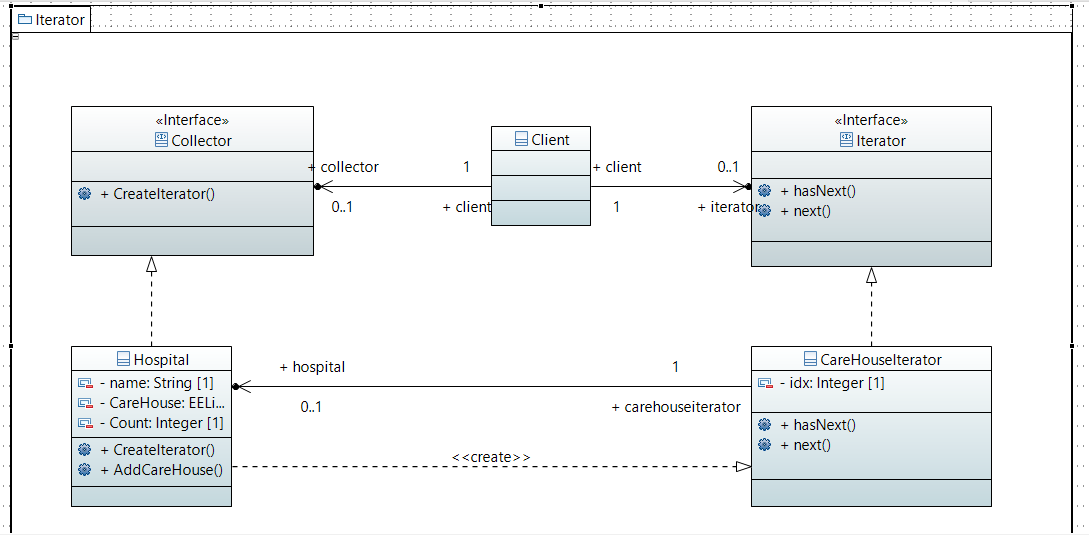 Iterator
«Interface»
Collector
+ CreateIterator()
Client
«Interface»
Iterator
+ hasNext()
+ next()
+ collector
1
0..1
+ client
+ client
0..1
1
+ iterator
Hospital
- name: String [1]
- CareHouse: EELi...
- Count: Integer [1]
+ CreateIterator()
+ AddCareHouse()
+ hospital
1
0..1
+ carehouseiterator
<<create>>
CareHouseIterator
- idx: Integer [1]
+ hasNext()
+ next()